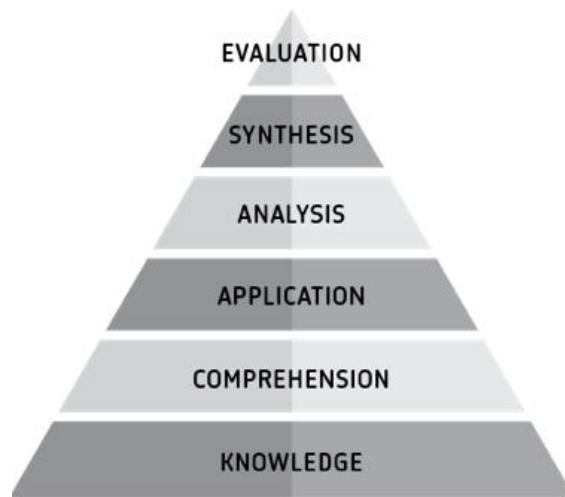 EVALUATION
SYNTHESIS
ANALYSIS
APPLICATION
COMPREHENSION
KNOWLEDGE